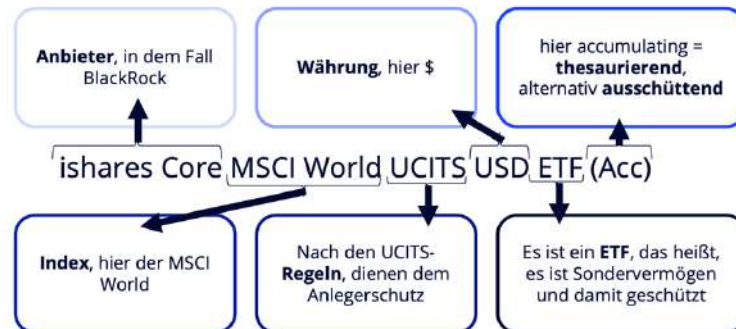 Anbieter, in dem Fall
BlackRock
Währung, hier $
hier accumulating =
thesaurierend,
alternativ ausschüttend
ishares Core MSCI World UCITS USD ETF (Acc)
Index, hier der MSCI
World
Nach den UCITS-
Regeln, dienen dem
Anlegerschutz
Es ist ein ETF, das heißt,
es ist Sondervermögen
und damit geschützt